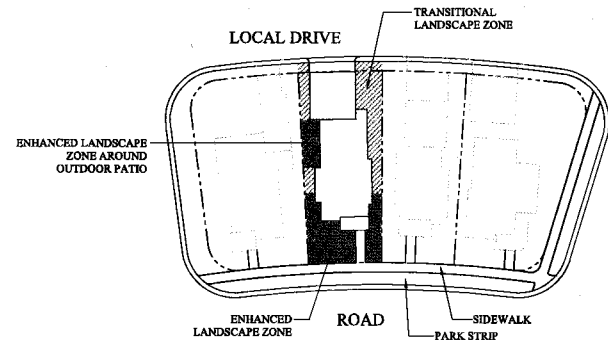 TRANSITIONAL
LANDSCAPE ZONE
LOCAL DRIVE
ENHANCED LANDSCAPE
ZONE AROUND
OUTDOOR PATIO
ENHANCED
LANDSCAPE ZONE
ROAD
SIDEWALK
PARK STRIP